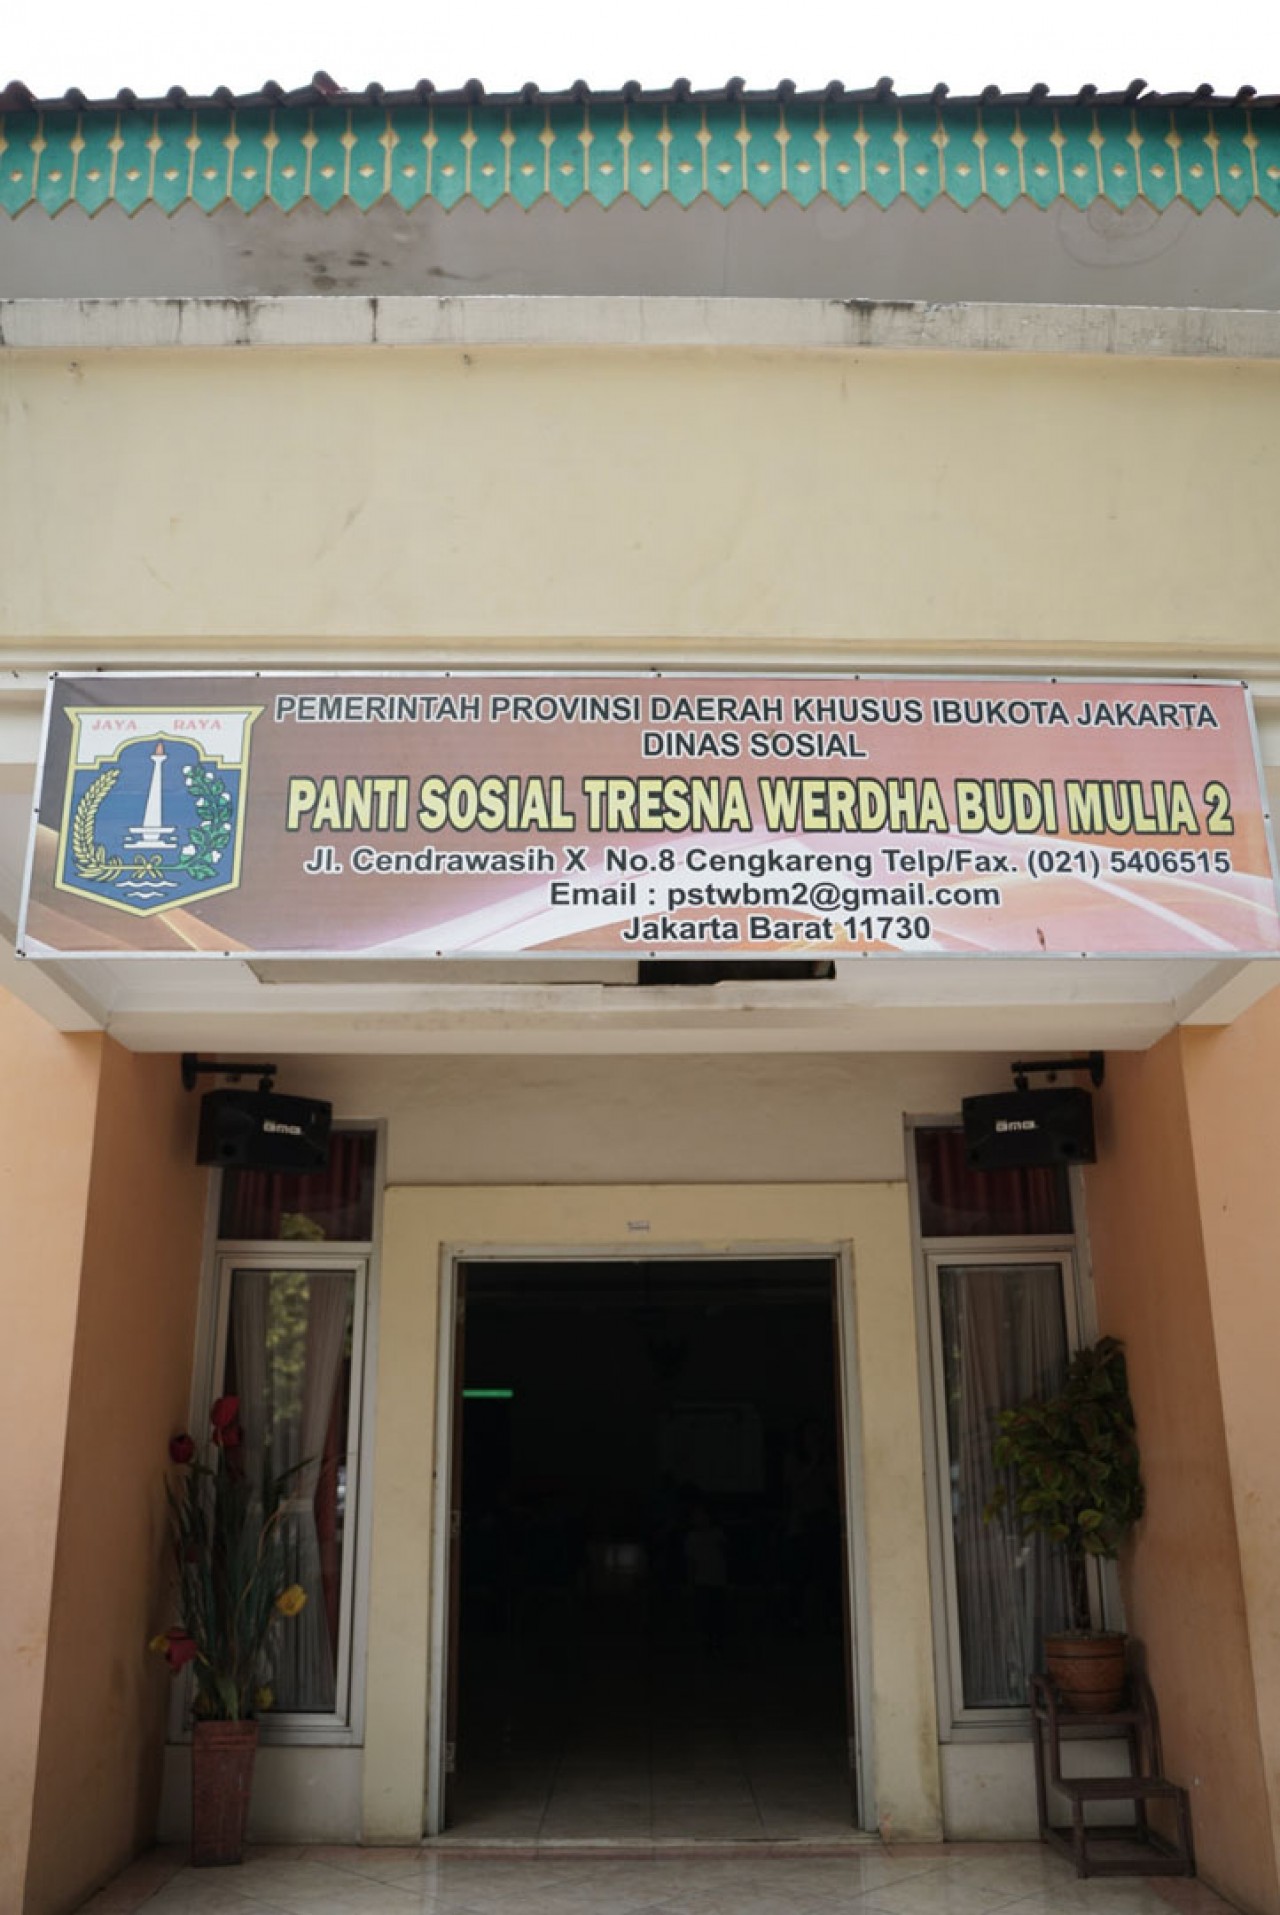 JAYA RAYA
PEMERINTAH PROVINSI DAERAH KHUSUS IBUKOTA JAKARTA
DINAS SOSIAL
PANTI SOSIAL TRESNA WERDHA BUDI MULIA 2
Jl. Cendrawasih X No.8 Cengkareng Telp/Fax. (021) 5406515
Email : pstwbm2@gmail.com
Jakarta Barat 11730